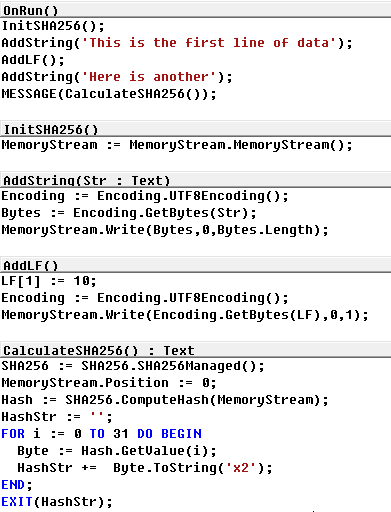 OnRun()
InitSHA256();
AddString('This is the first line of data');
AddLF();
AddString('Here is another');
MESSAGE(CalculateSHA256());
InitSHA256()
MemoryStream := MemoryStream.MemoryStream();
AddString(Str : Text)
Encoding := Encoding.UTF8Encoding();
Bytes := Encoding.GetBytes(Str);
MemoryStream.Write(Bytes,0,Bytes.Length);
AddLF()
LF[1] := 10;
Encoding := Encoding.UTF8Encoding();
MemoryStream.Write(Encoding.GetBytes(LF),0,1);
CalculateSHA256() : Text
SHA256 := SHA256.SHA256Managed();
MemoryStream.Position := 0;
Hash := SHA256.ComputeHash(MemoryStream);
HashStr := '';
FOR i := 0 TO 31 DO BEGIN
  Byte := Hash.GetValue(i);
  HashStr +=  Byte.ToString('x2');
END;
EXIT(HashStr);